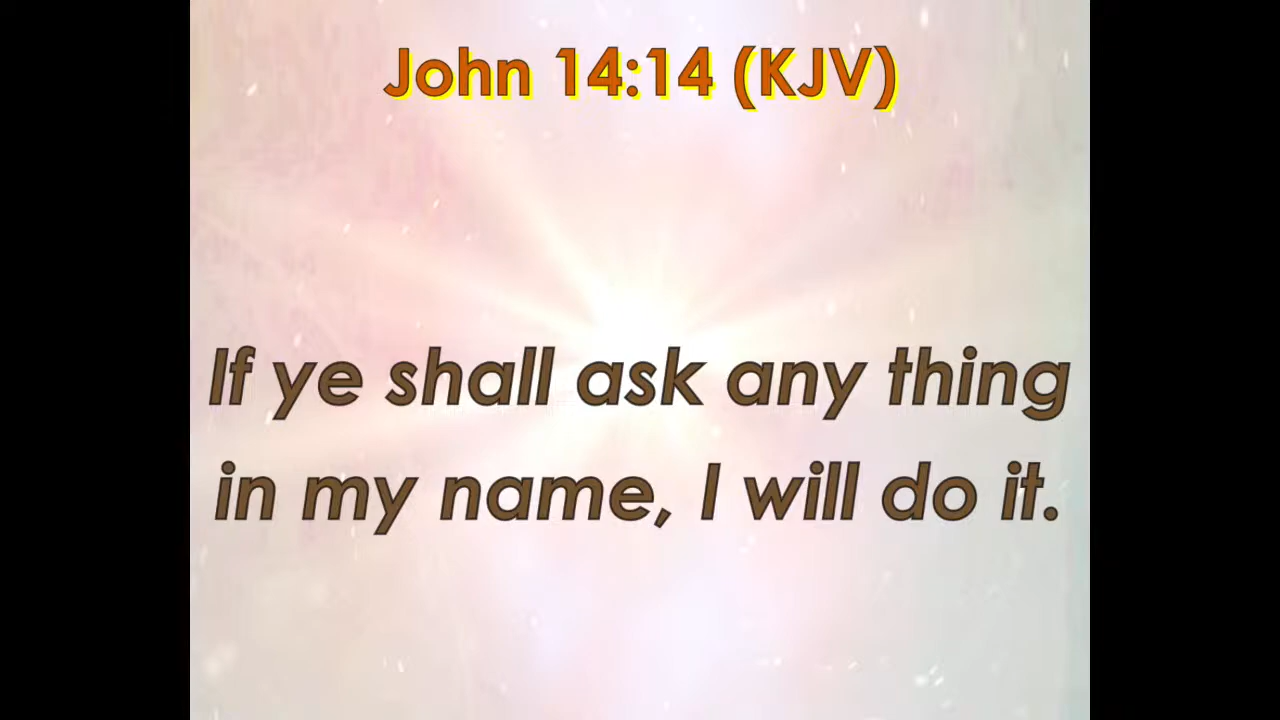 John 14:14 (KJV)
If ye shall ask any thing
in my name, I will do it.